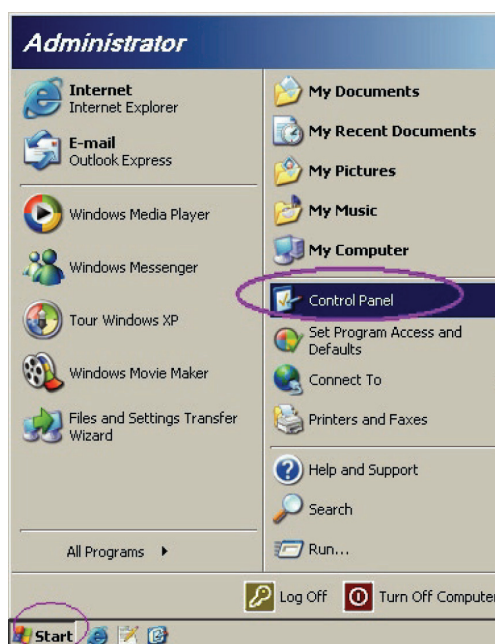 Administrator
Internet
Internet Explorer
E-mail
Outlook Express
Windows Media Player
Windows Messenger
Tour Windows XP
Windows Movie Maker
Files and Settings Transfer
Wizard
All Programs
My Documents
My Recent Documents
My Pictures
My Music
My Computer
Control Panel
Set Program Access and
Defaults
Connect To
Printers and Faxes
Help and Support
Search
Run...
Log Off
Turn Off Computer
Start